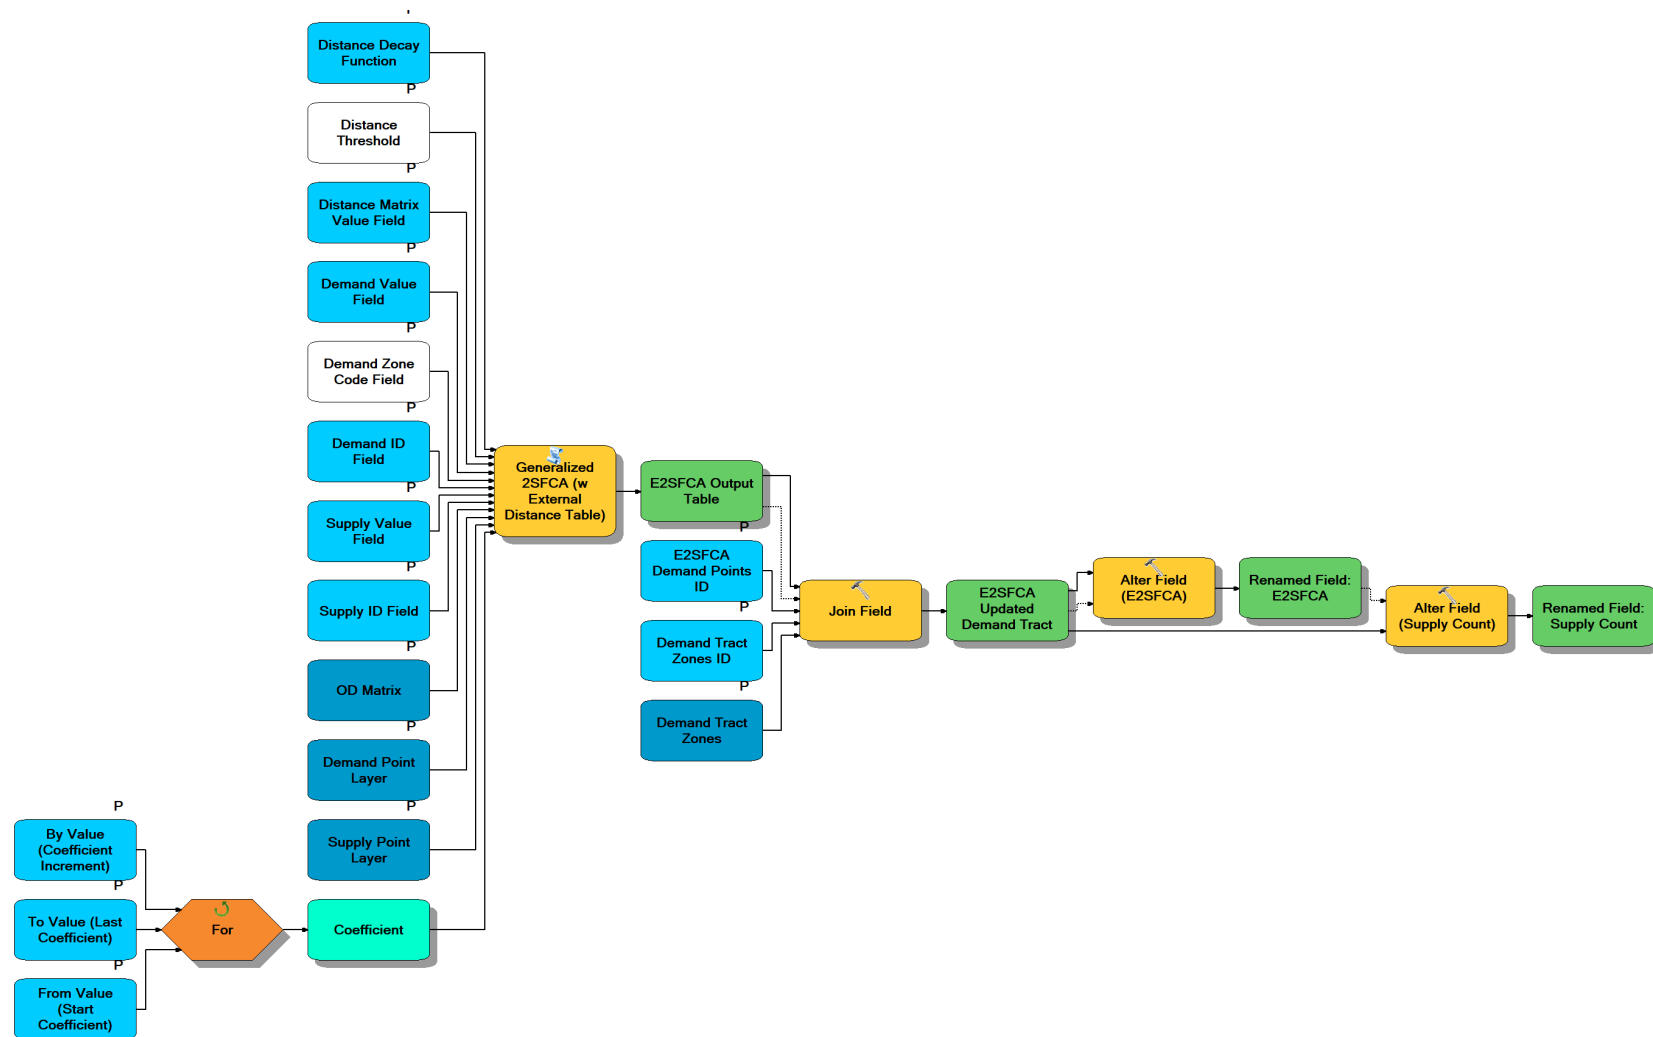 Distance Decay
Function
P
Distance
Threshold
P
Distance Matrix
Value Field
P
Demand Value
Field
P
Demand Zone
Code Field
P
Demand ID
Field
P
Supply Value
Field
P
Supply ID Field
P
OD Matrix
P
Demand Point
Layer
P
Supply Point
Layer
P
By Value
(Coefficient
Increment)
P
To Value (Last
Coefficient)
P
From Value
(Start
Coefficient)
For
Coefficient
Generalized
2SFCA (w
External
Distance Table)
E2SFCA Output
Table
P
E2SFCA
Demand Points
ID
P
Demand Tract
Zones ID
P
Demand Tract
Zones
Join Field
E2SFCA
Updated
Demand Tract
Alter Field
(E2SFCA)
Renamed Field:
E2SFCA
Alter Field
(Supply Count)
Renamed Field:
Supply Count